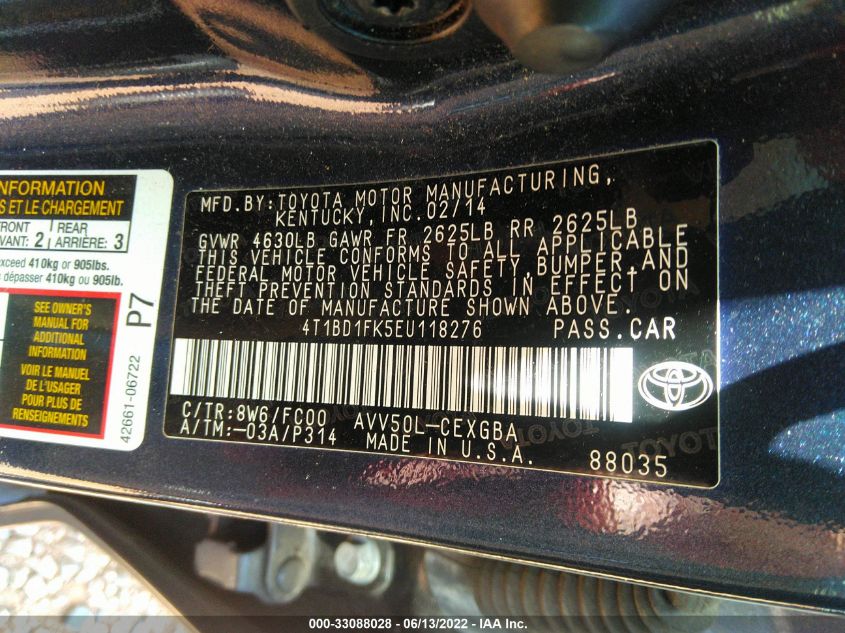 INFORMATION
S ET LE CHARGEMENT
FRONT
AVANT: 2
REAR
ARRIÈRE: 3
exceed 410kg or 905lbs.
s dépasser 410kg ou 905lb.
SEE OWNER'S
MANUAL FOR
ADDITIONAL
INFORMATION
VOIR LE MANUEL
DE L'USAGER
POUR PLUS DE
RENSEIGNEMENTS
P7
42661-06722
MFD.BY:TOYOTA MOTOR MANUFACTURING,
KENTUCKY,INC.02/14
GVWR 4630LB GAWR FR 2625LB RR 2625LB
THIS VEHICLE CONFORMS TO ALL APPLICABLE
FEDERAL MOTOR VEHICLE SAFETY,BUMPER,AND
THEFT PREVENTION STANDARDS IN EFFECT ON
THE DATE OF MANUFACTURE SHOWN ABOVE.
4T1BD1FK5EU118276 PASS.CAR
C/TR:8W6/FC00 AVV50L-CEXGBA
A/TM:-03A/P314 MADE IN U.S.A.
88035
000-33088028 - 06/13/2022 - IAA Inc.